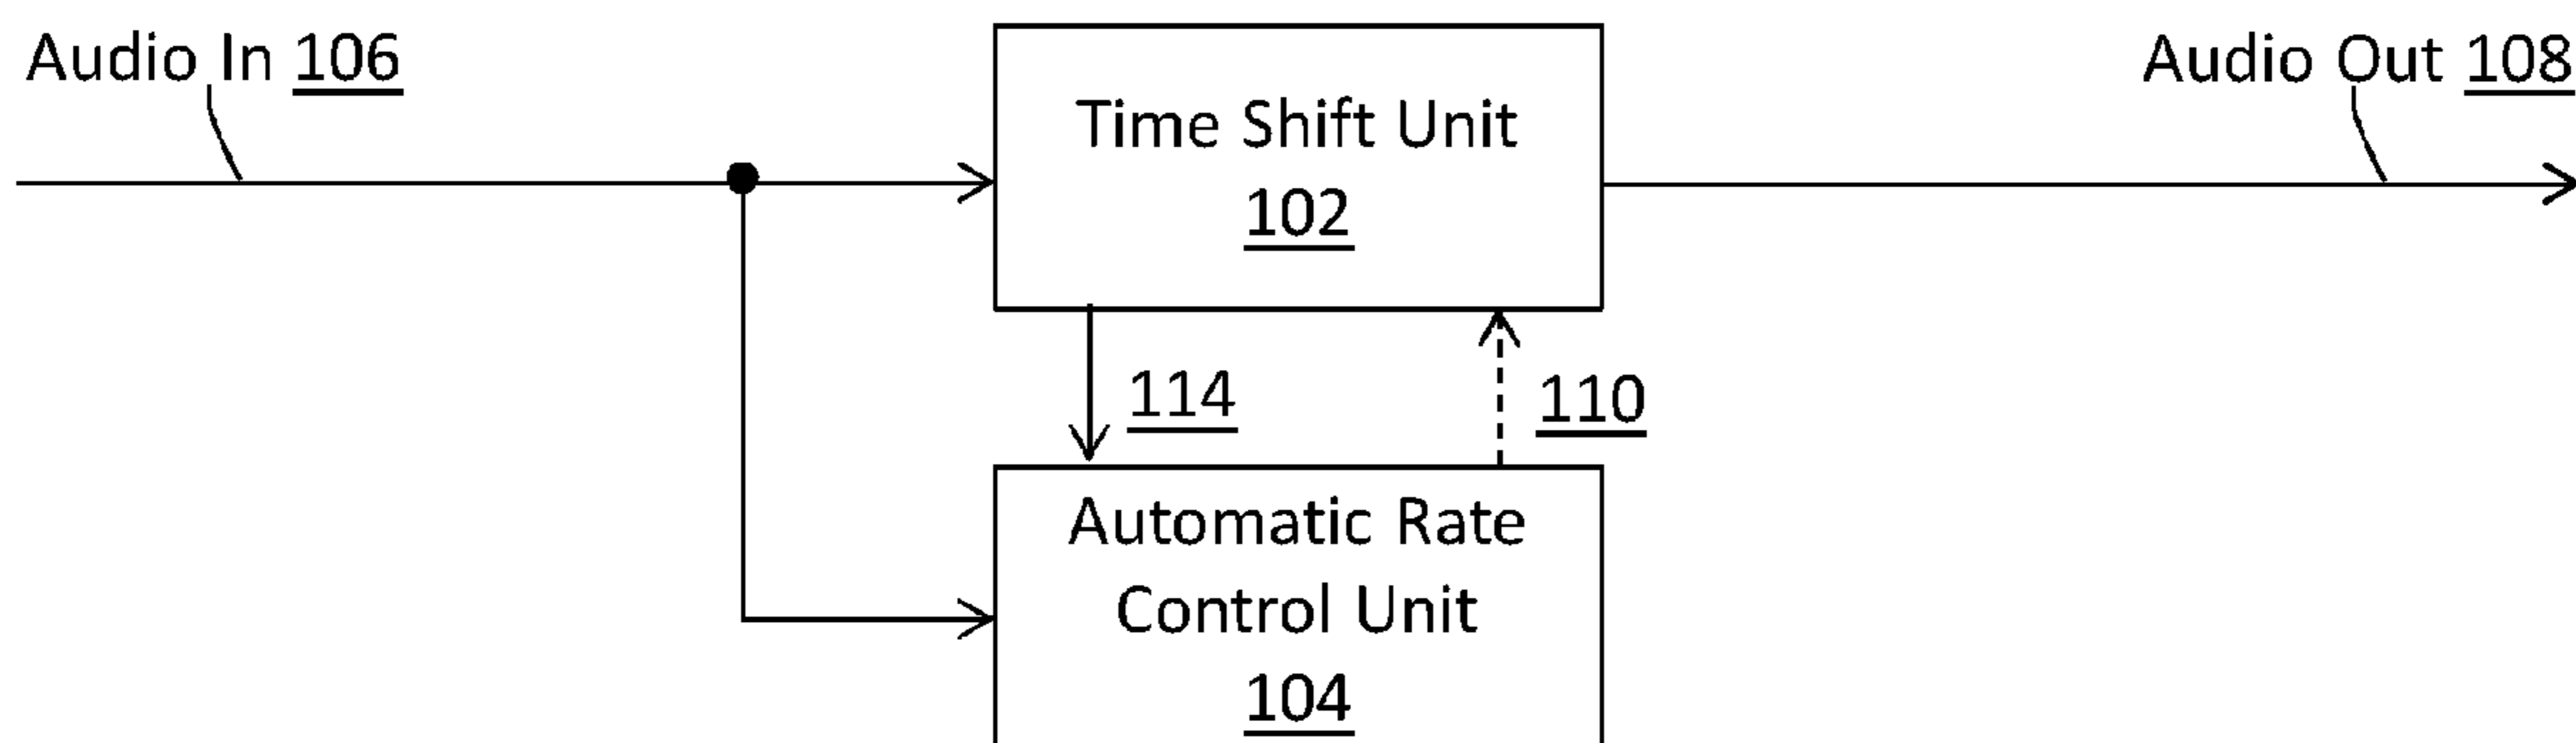 Audio In 106
Time Shift Unit
102
Audio Out 108
114
110
Automatic Rate
Control Unit
104